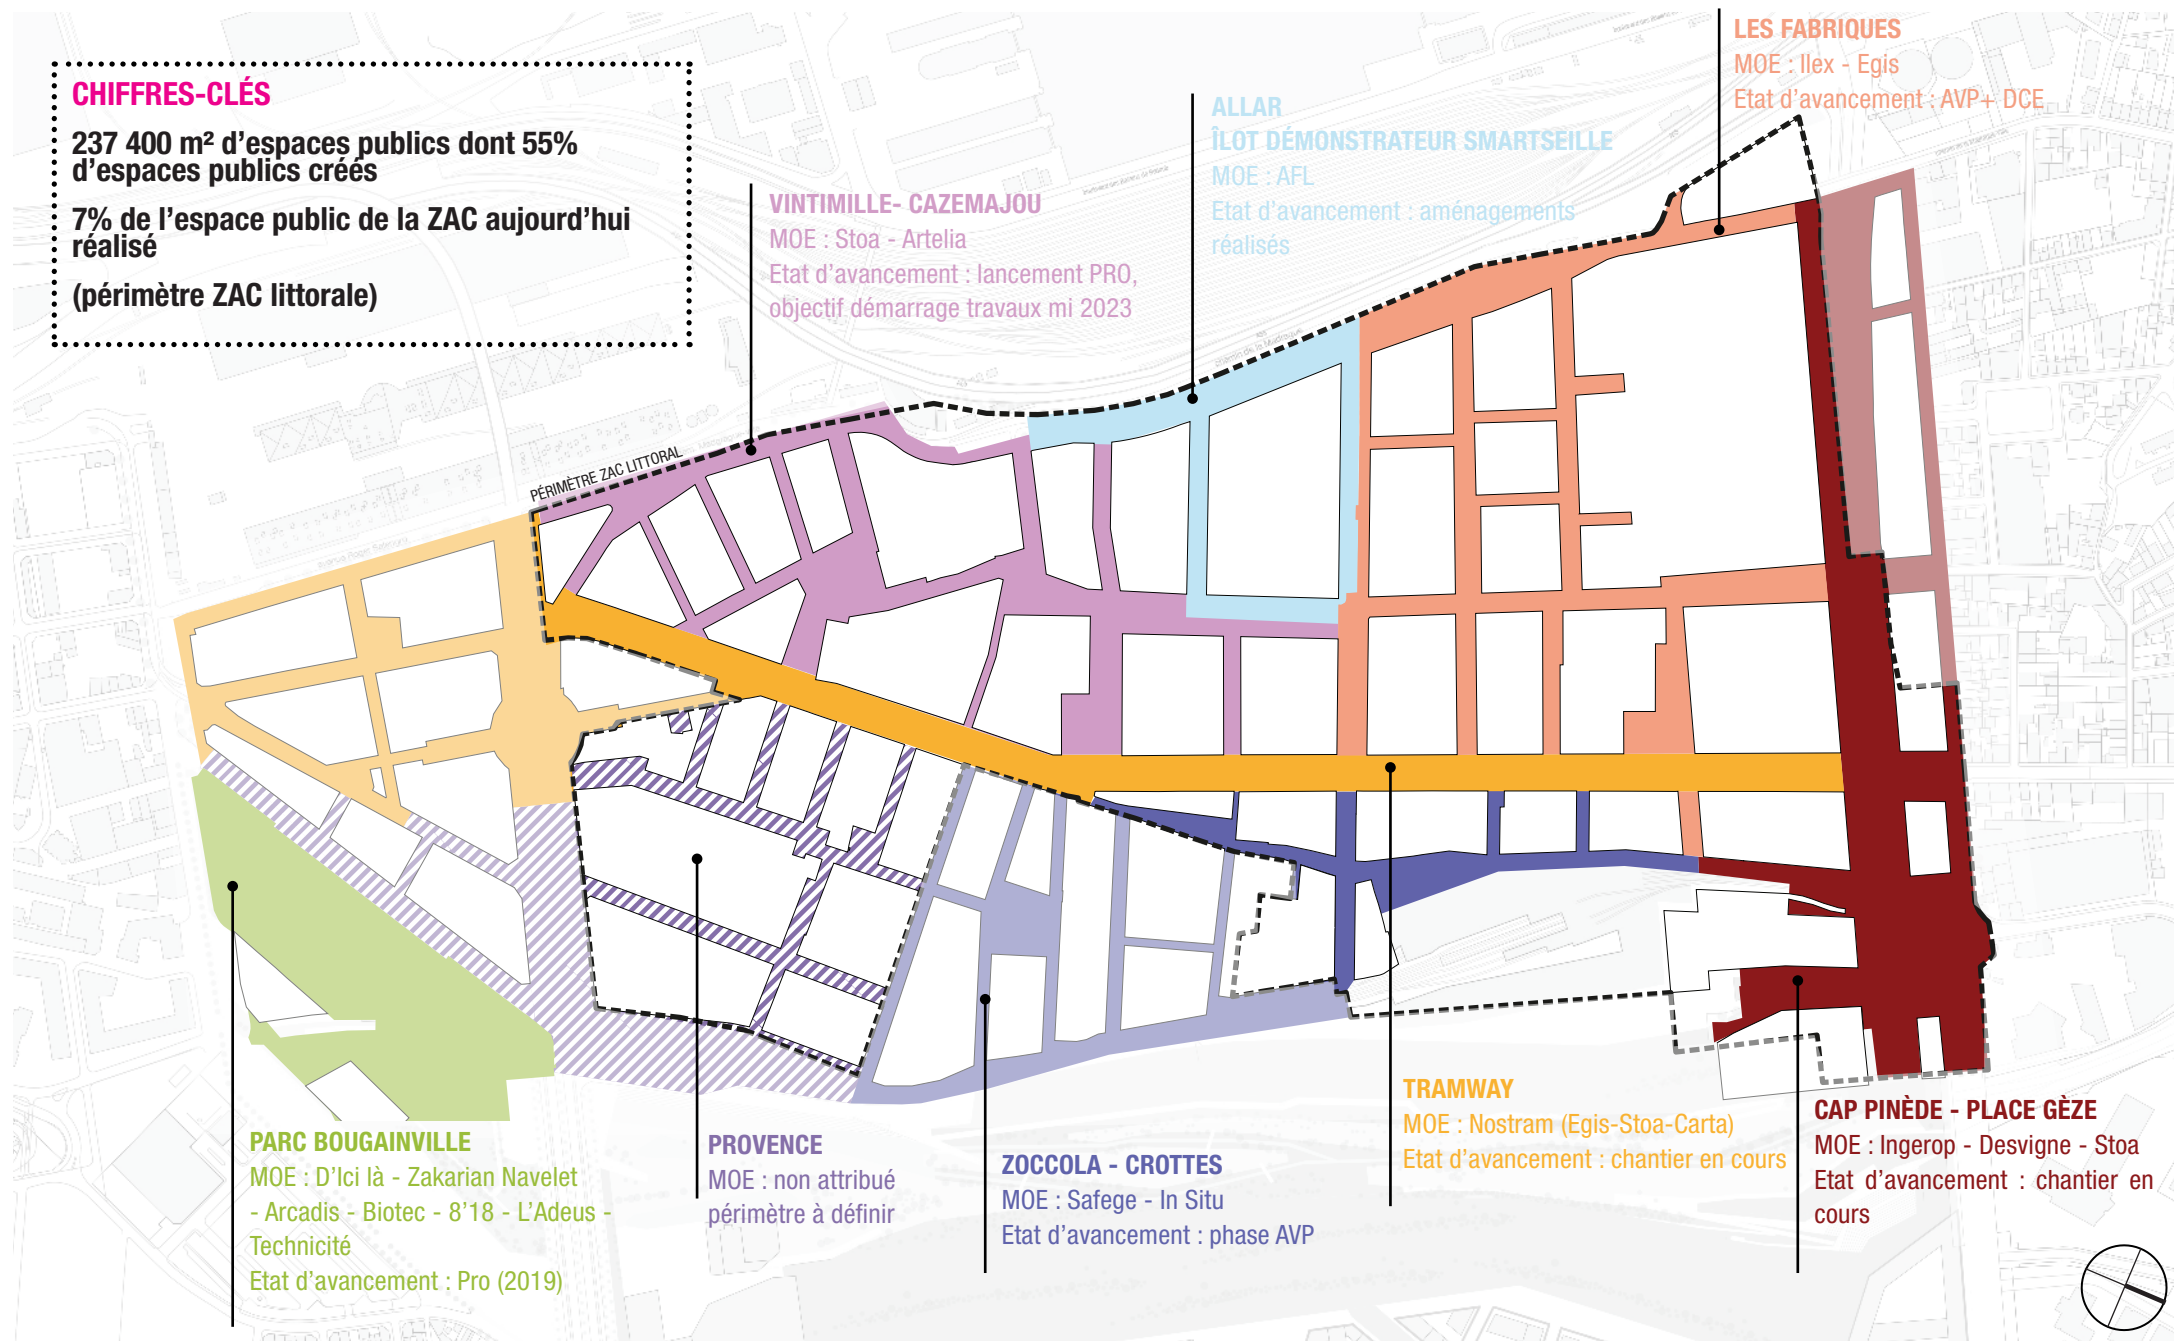 CHIFFRES-CLÉS
237 400 m² d’espaces publics dont 55%
d’espaces publics créés
7% de l’espace public de la ZAC aujourd’hui
réalisé
(périmètre ZAC littorale)
LES FABRIQUES
MOE : Ilex - Egis
Etat d’avancement : AVP+ DCE
ALLAR
ÎLOT DÉMONSTRATEUR SMARTSEILLE
MOE : AFL
Etat d’avancement : aménagements
réalisés
VINTIMILLE- CAZEMAJOU
MOE : Stoa - Artelia
Etat d’avancement : lancement PRO,
objectif démarrage travaux mi 2023
PÉRIMÈTRE ZAC LITTORAL
TRAMWAY
MOE : Nostram (Egis-Stoa-Carta)
Etat d’avancement : chantier en cours
CAP PINÈDE - PLACE GÈZE
MOE : Ingerop - Desvigne - Stoa
Etat d’avancement : chantier en
cours
PARC BOUGAINVILLE
MOE : D’Ici là - Zakarian Navelet
- Arcadis - Biotec - 8’18 - L’Adeus -
Technicité
Etat d’avancement : Pro (2019)
PROVENCE
MOE : non attribué
périmètre à définir
ZOCCOLA - CROTTES
MOE : Safege - In Situ
Etat d’avancement : phase AVP